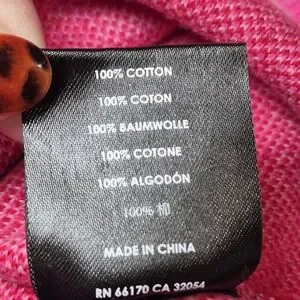 100% COTTON
100% COTON
100% BAUMWOLLE
100% COTONE
100% ALGODÓN
100% 棉
MADE IN CHINA
RN 66170 CA 32054